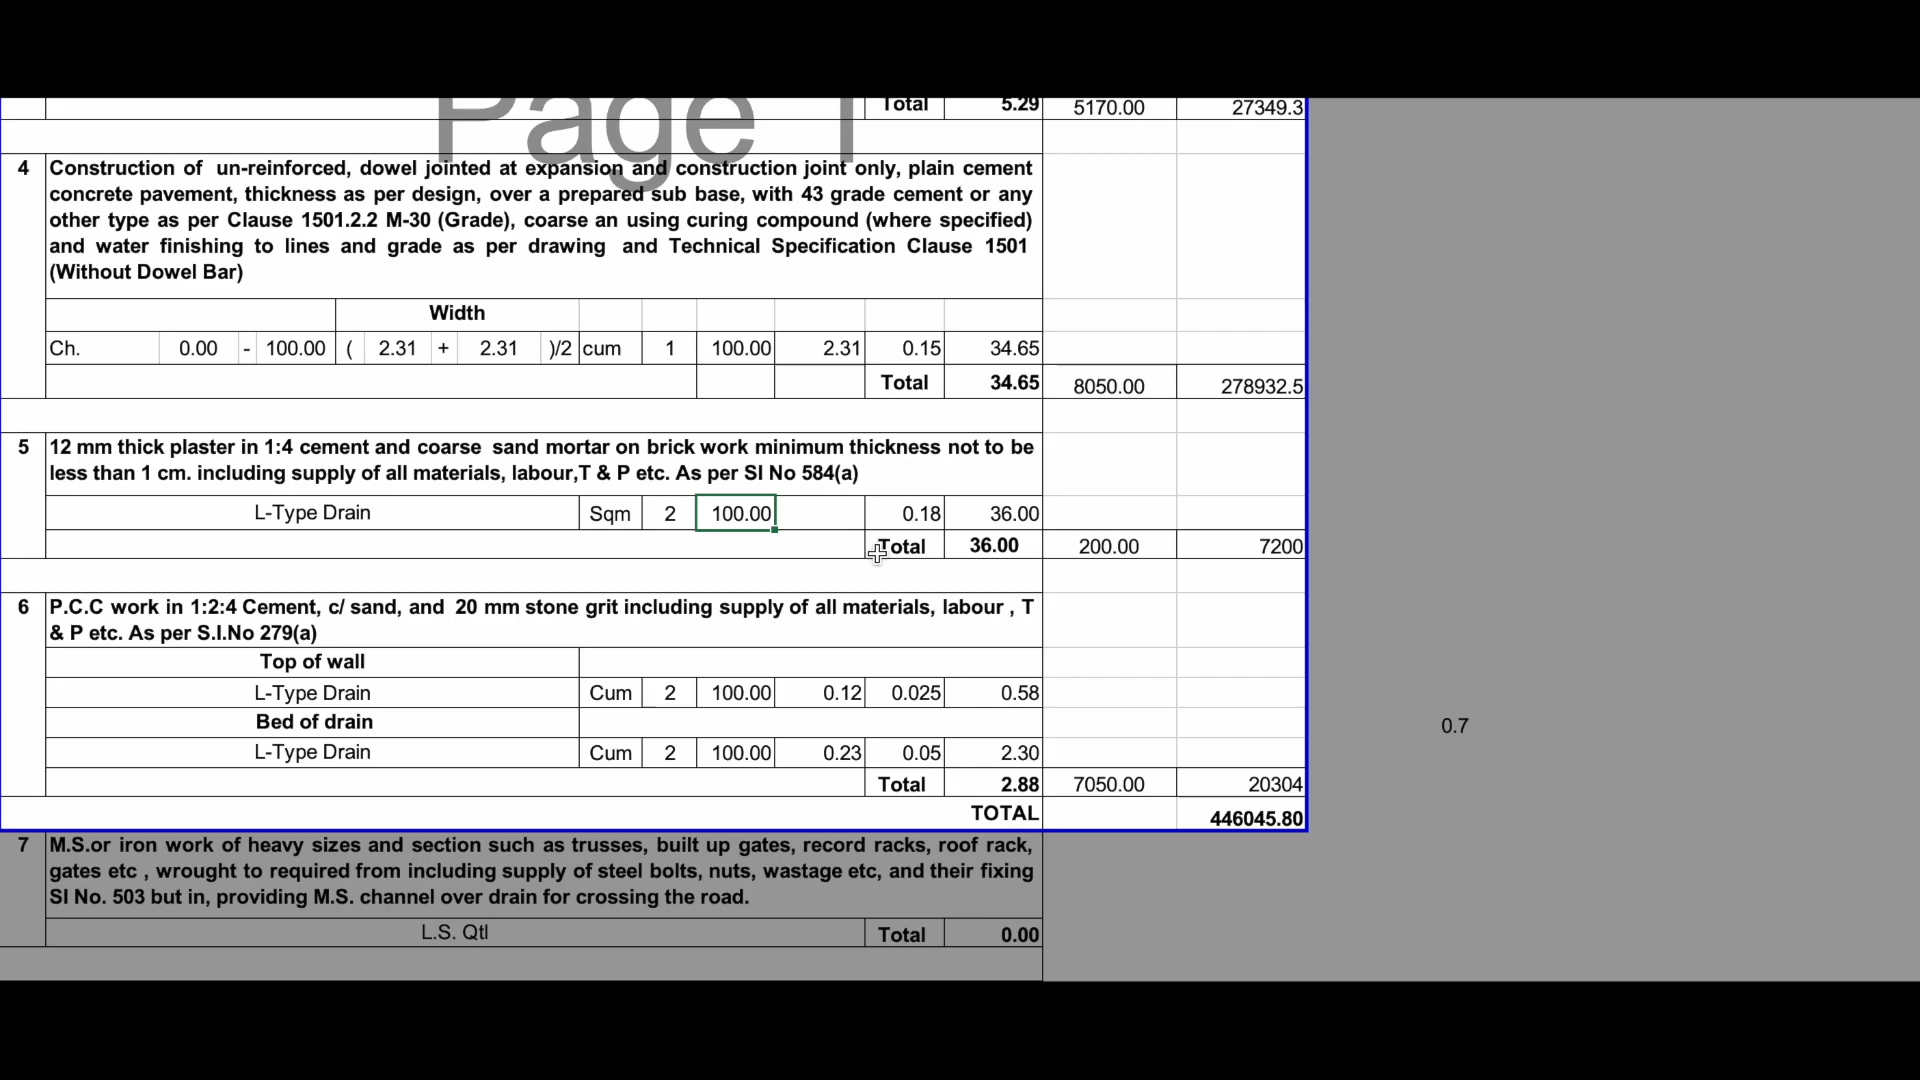 Page 1
Total 5.29 5170.00 27349.3
4 Construction of un-reinforced, dowel jointed at expansion and construction joint only, plain cement
concrete pavement, thickness as per design, over a prepared sub base, with 43 grade cement or any
other type as per Clause 1501.2.2 M-30 (Grade), coarse an using curing compound (where specified)
and water finishing to lines and grade as per drawing and Technical Specification Clause 1501
(Without Dowel Bar)
Width
Ch. 0.00 - 100.00 ( 2.31 + 2.31 )/2 cum 1 100.00 2.31 0.15 34.65
Total 34.65 8050.00 278932.5
5 12 mm thick plaster in 1:4 cement and coarse sand mortar on brick work minimum thickness not to be
less than 1 cm. including supply of all materials, labour,T & P etc. As per SI No 584(a)
L-Type Drain Sqm 2 100.00 0.18 36.00
Total 36.00 200.00 7200
6 P.C.C work in 1:2:4 Cement, c/ sand, and 20 mm stone grit including supply of all materials, labour , T
& P etc. As per S.I.No 279(a)
Top of wall
L-Type Drain Cum 2 100.00 0.12 0.025 0.58
Bed of drain
0.7
L-Type Drain Cum 2 100.00 0.23 0.05 2.30
Total 2.88 7050.00 20304
TOTAL 446045.80
7 M.S.or iron work of heavy sizes and section such as trusses, built up gates, record racks, roof rack,
gates etc , wrought to required from including supply of steel bolts, nuts, wastage etc, and their fixing
SI No. 503 but in, providing M.S. channel over drain for crossing the road.
L.S. Qtl Total 0.00